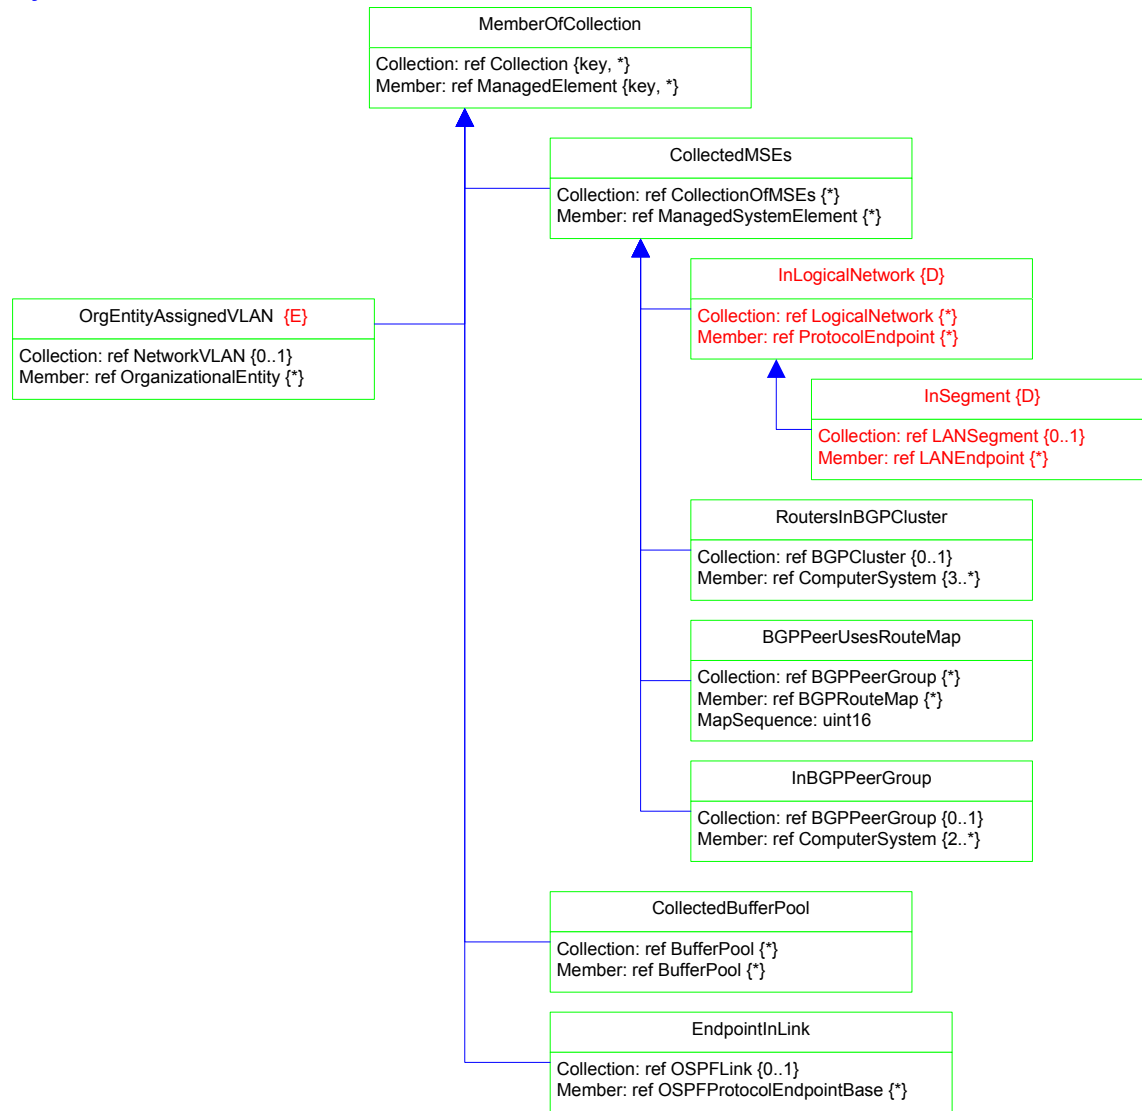 MemberOfCollection
Collection: ref Collection {key, *}
Member: ref ManagedElement {key, *}
CollectedMSEs
Collection: ref CollectionOfMSEs {*}
Member: ref ManagedSystemElement {*}
InLogicalNetwork {D}
Collection: ref LogicalNetwork {*}
Member: ref ProtocolEndpoint {*}
OrgEntityAssignedVLAN {E}
Collection: ref NetworkVLAN {0..1}
Member: ref OrganizationalEntity {*}
InSegment {D}
Collection: ref LANSegment {0..1}
Member: ref LANEndpoint {*}
RoutersInBGPCluster
Collection: ref BGPCluster {0..1}
Member: ref ComputerSystem {3..*}
BGPPeerUsesRouteMap
Collection: ref BGPPeerGroup {*}
Member: ref BGPRouteMap {*}
MapSequence: uint16
InBGPPeerGroup
Collection: ref BGPPeerGroup {0..1}
Member: ref ComputerSystem {2..*}
CollectedBufferPool
Collection: ref BufferPool {*}
Member: ref BufferPool {*}
EndpointInLink
Collection: ref OSPFLink {0..1}
Member: ref OSPFProtocolEndpointBase {*}